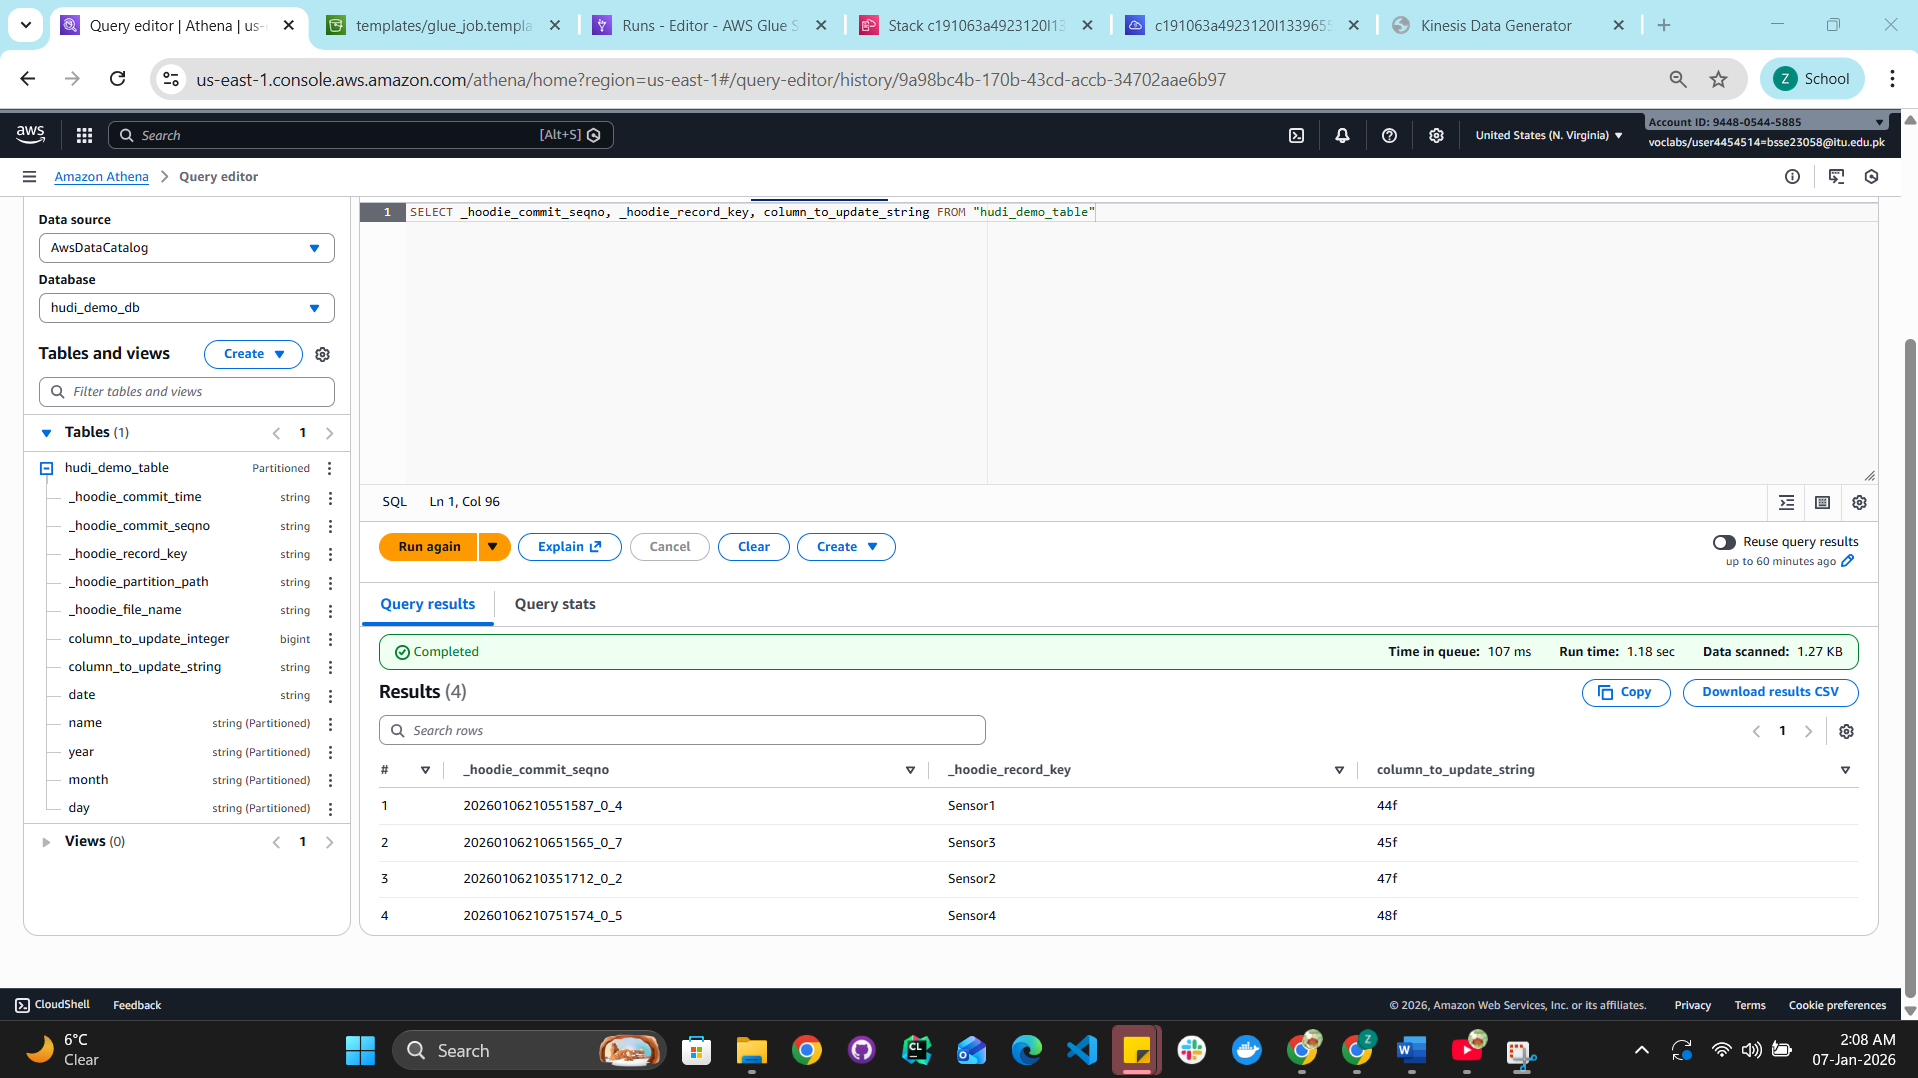 Query editor | Athena | us-
templates/glue_job.templa
Runs - Editor - AWS Glue S
Stack c191063a4923120l13
c191063a4923120l1339655
Kinesis Data Generator
us-east-1.console.aws.amazon.com/athena/home?region=us-east-1#/query-editor/history/9a98bc4b-170b-43cd-accb-34702aae6b97
Z School
aws
Search [Alt+S]
United States (N. Virginia)
Account ID: 9448-0544-5885
voclabs/user4454514=bsse23058@itu.edu.pk
Amazon Athena > Query editor
Data source
AwsDataCatalog
Database
hudi_demo_db
Tables and views
Create
Filter tables and views
Tables (1) 1
hudi_demo_table Partitioned
_hoodie_commit_time string
_hoodie_commit_seqno string
_hoodie_record_key string
_hoodie_partition_path string
_hoodie_file_name string
column_to_update_integer bigint
column_to_update_string string
date string
name string (Partitioned)
year string (Partitioned)
month string (Partitioned)
day string (Partitioned)
Views (0) 1
1 SELECT _hoodie_commit_seqno, _hoodie_record_key, column_to_update_string FROM "hudi_demo_table"
SQL Ln 1, Col 96
Run again Explain Cancel Clear Create
Reuse query results
up to 60 minutes ago
Query results Query stats
Completed Time in queue: 107 ms Run time: 1.18 sec Data scanned: 1.27 KB
Results (4) Copy Download results CSV
Search rows 1
# _hoodie_commit_seqno _hoodie_record_key column_to_update_string
1 20260106210551587_0_4 Sensor1 44f
2 20260106210651565_0_7 Sensor3 45f
3 20260106210351712_0_2 Sensor2 47f
4 20260106210751574_0_5 Sensor4 48f
CloudShell Feedback © 2026, Amazon Web Services, Inc. or its affiliates. Privacy Terms Cookie preferences
6°C
Clear
Search
2:08 AM
07-Jan-2026